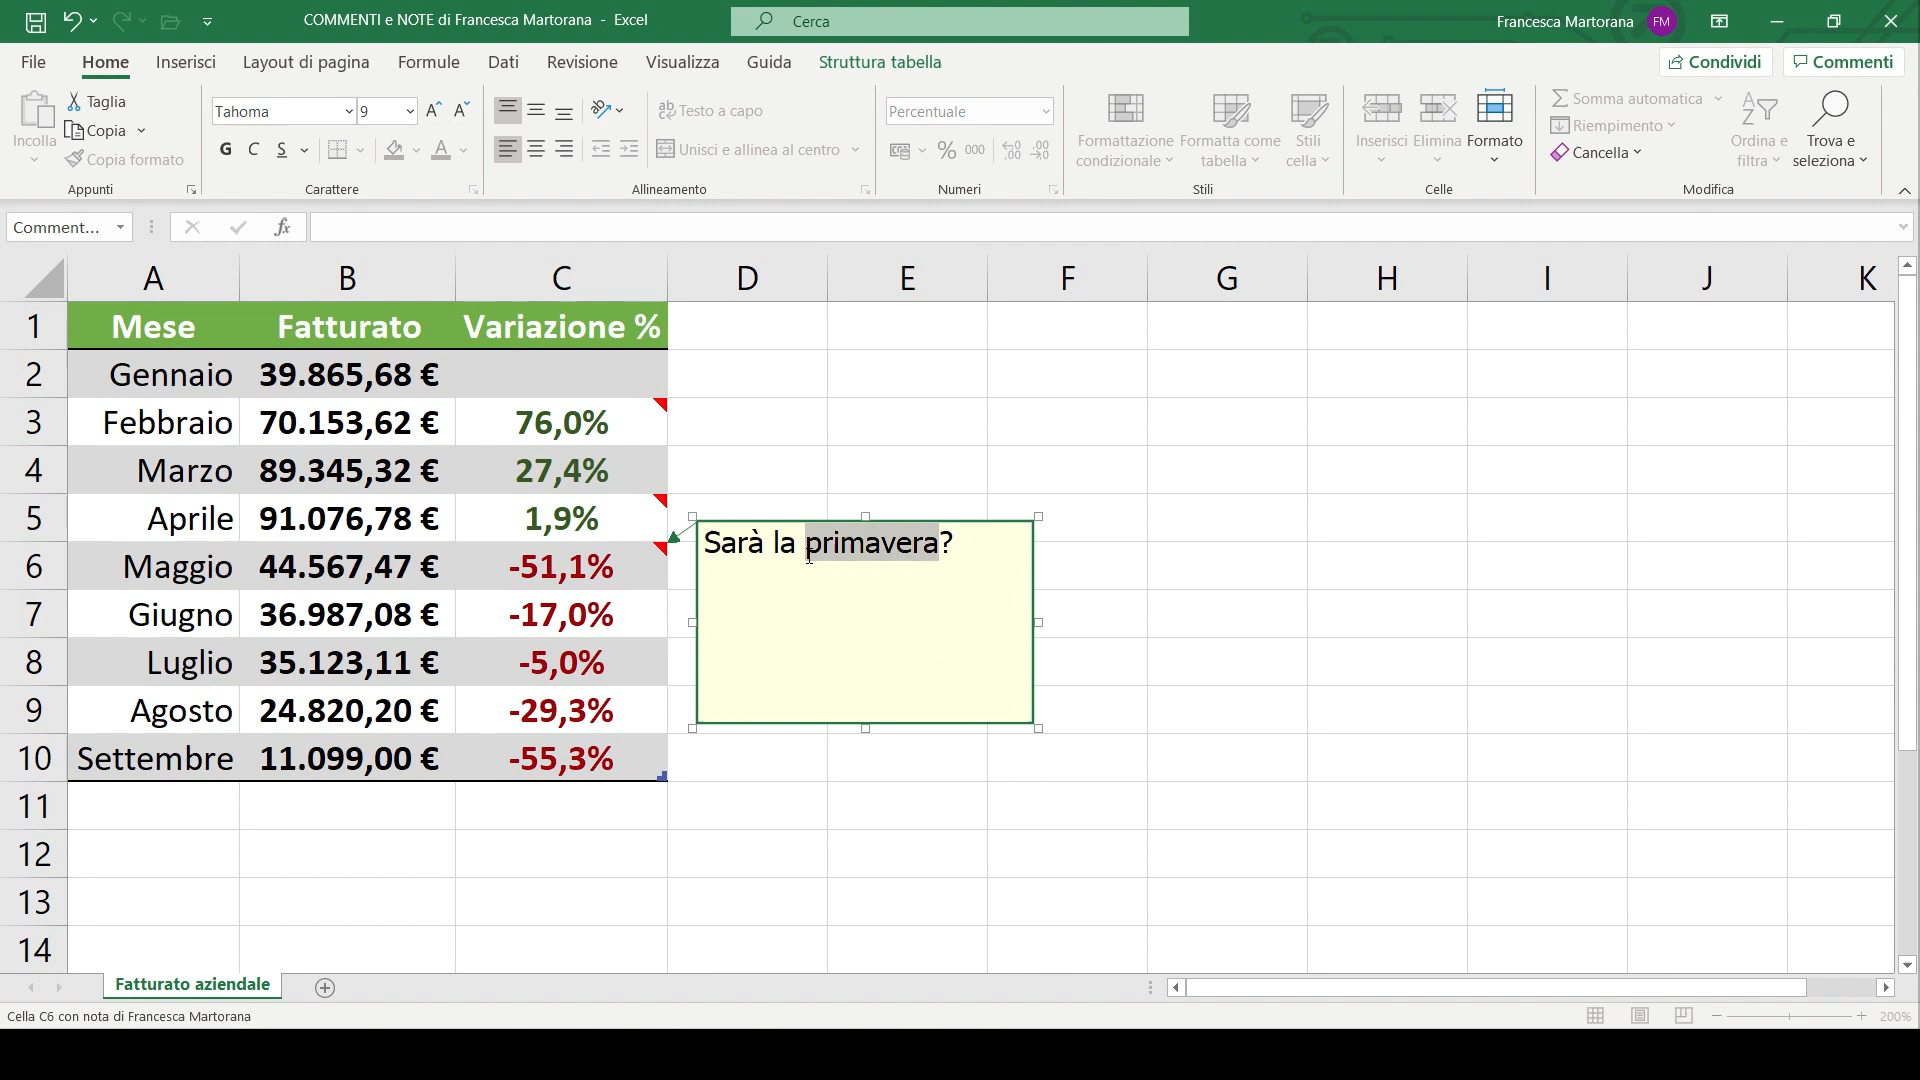 COMMENTI e NOTE di Francesca Martorana - Excel
Cerca
Francesca Martorana FM
File Home Inserisci Layout di pagina Formule Dati Revisione Visualizza Guida Struttura tabella Condividi Commenti
Incolla
Taglia
Copia
Copia formato
Appunti
Tahoma 9
G C S
Carattere
Testo a capo
Unisci e allinea al centro
Allineamento
Percentuale
% 000
Numeri
Formattazione condizionale
Formatta come tabella
Stili cella
Stili
Inserisci Elimina Formato
Celle
Somma automatica
Riempimento
Cancella
Ordina e filtra
Trova e seleziona
Modifica
Comment... fx
A B C D E F G H I J K
1 Mese Fatturato Variazione %
2 Gennaio 39.865,68 €
3 Febbraio 70.153,62 € 76,0%
4 Marzo 89.345,32 € 27,4%
5 Aprile 91.076,78 € 1,9%
Sarà la primavera?
6 Maggio 44.567,47 € -51,1%
7 Giugno 36.987,08 € -17,0%
8 Luglio 35.123,11 € -5,0%
9 Agosto 24.820,20 € -29,3%
10 Settembre 11.099,00 € -55,3%
11
12
13
14
Fatturato aziendale
Cella C6 con nota di Francesca Martorana
200%